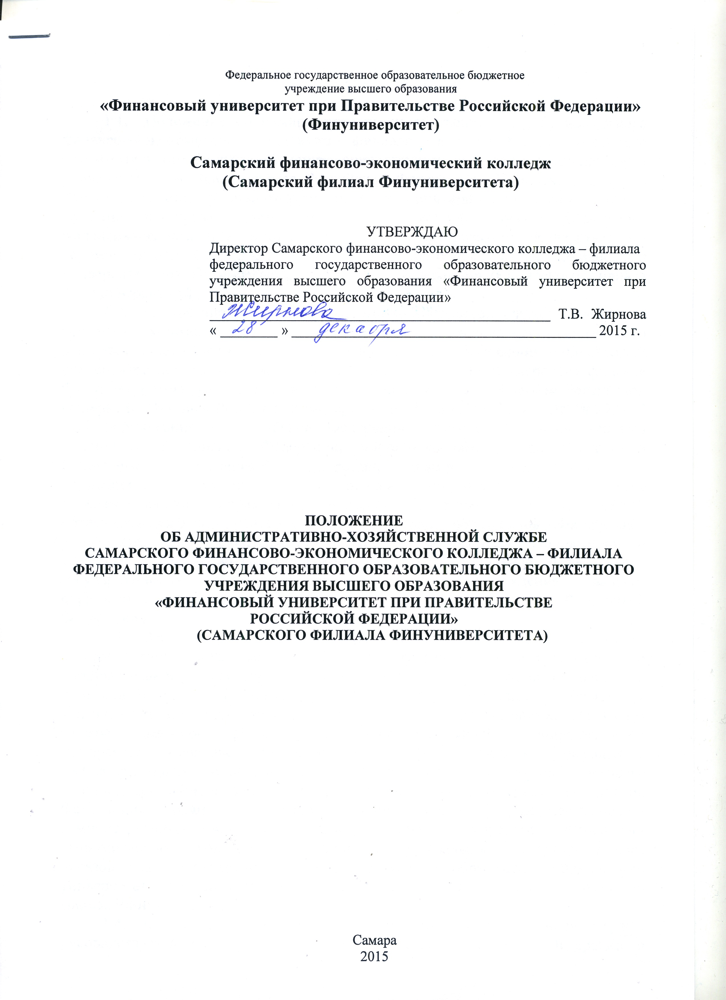 Федеральное государственное образовательное бюджетное
учреждение высшего образования
«Финансовый университет при Правительстве Российской Федерации»
(Финуниверситет)
Самарский финансово-экономический колледж
(Самарский филиал Финуниверситета)
УТВЕРЖДАЮ
Директор Самарского финансово-экономического колледжа – филиала
федерального государственного образовательного бюджетного
учреждения высшего образования «Финансовый университет при
Правительстве Российской Федерации»
Жирнова Т.В. Жирнова
« 28 » декабря 2015 г.
ПОЛОЖЕНИЕ
ОБ АДМИНИСТРАТИВНО-ХОЗЯЙСТВЕННОЙ СЛУЖБЕ
САМАРСКОГО ФИНАНСОВО-ЭКОНОМИЧЕСКОГО КОЛЛЕДЖА – ФИЛИАЛА
ФЕДЕРАЛЬНОГО ГОСУДАРСТВЕННОГО ОБРАЗОВАТЕЛЬНОГО БЮДЖЕТНОГО
УЧРЕЖДЕНИЯ ВЫСШЕГО ОБРАЗОВАНИЯ
«ФИНАНСОВЫЙ УНИВЕРСИТЕТ ПРИ ПРАВИТЕЛЬСТВЕ
РОССИЙСКОЙ ФЕДЕРАЦИИ»
(САМАРСКОГО ФИЛИАЛА ФИНУНИВЕРСИТЕТА)
Самара
2015